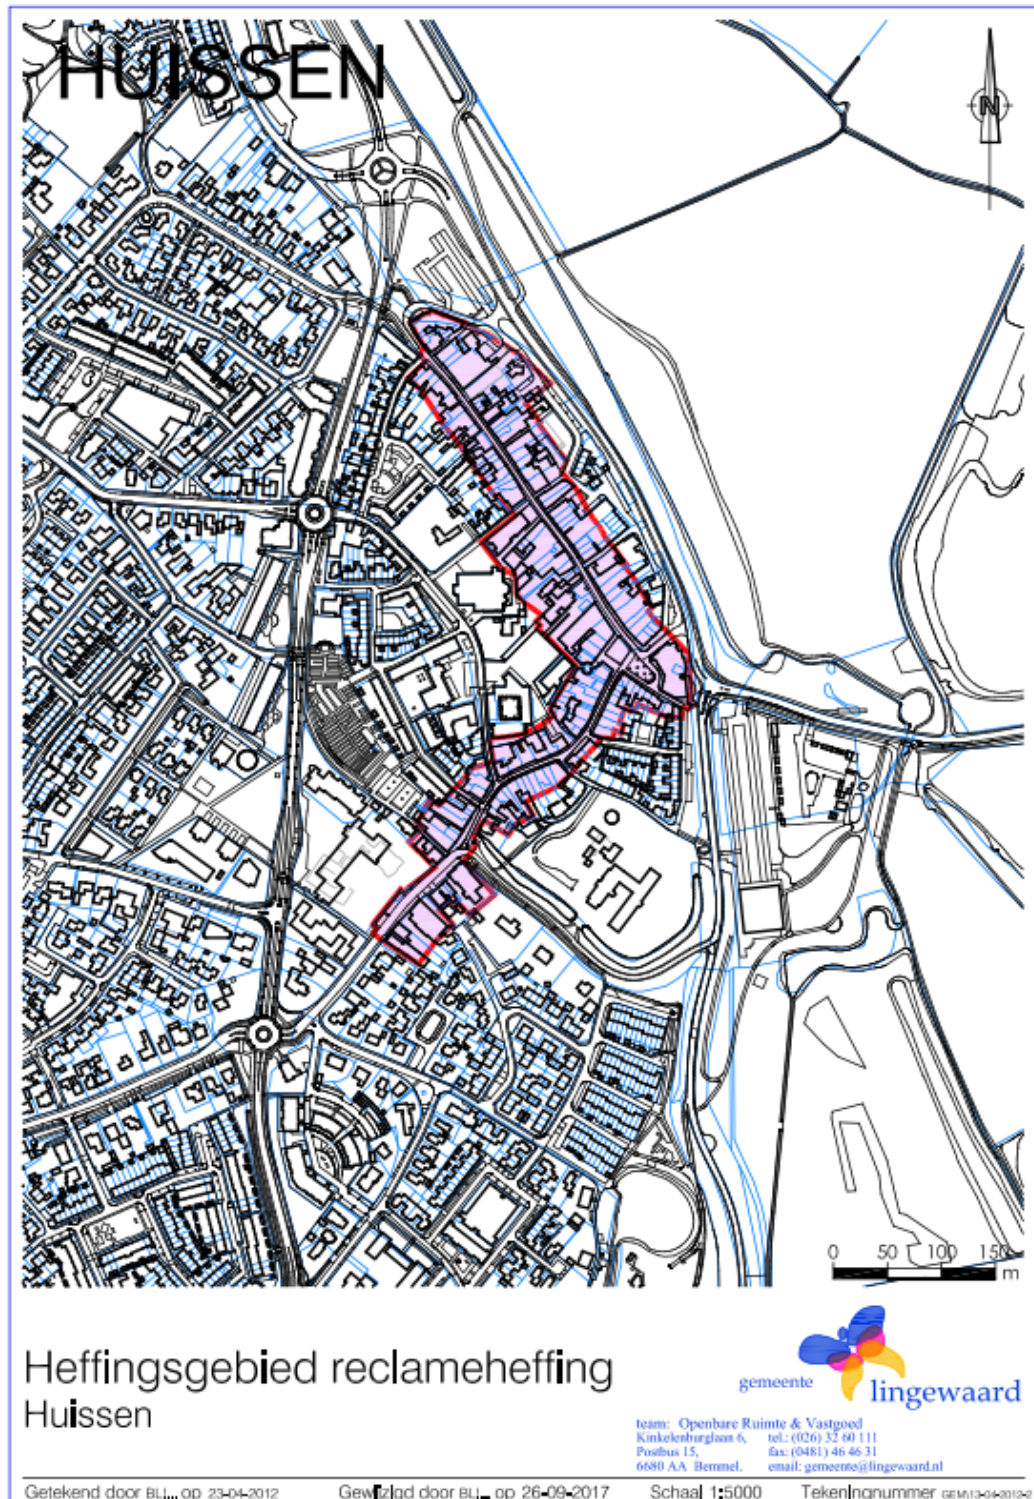 HUISSEN
N
0 50 100 150
m
Heffingsgebied reclameheffing
Huissen
gemeente
lingewaard
team: Openbare Ruimte & Vastgoed
Kinkelenburglaan 6, tel.: (026) 32 60 111
Postbus 15, fax: (0481) 46 46 31
6680 AA Bemmel. email: gemeente@lingewaard.nl
Getekend door op 23-04-2012 Gewijzigd door op 26-09-2017 Schaal 1:5000 Tekeningnummer